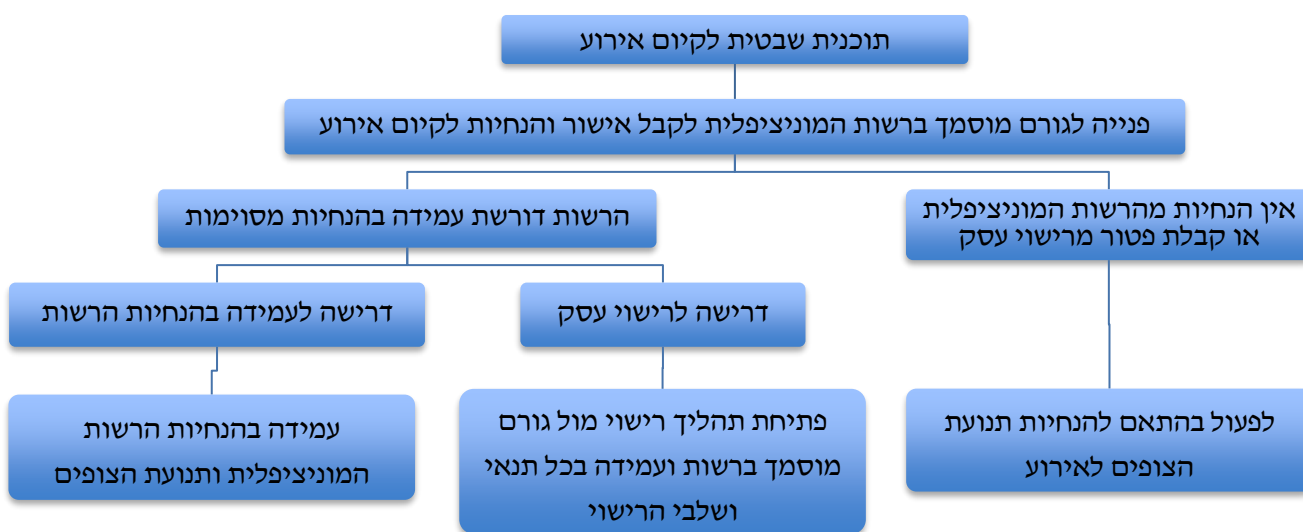 תוכנית שבטית לקיום אירוע
פנייה לגורם מוסמך ברשות המוניציפלית לקבל אישור והנחיות לקיום אירוע
אין הנחיות מהרשות המוניציפלית
או קבלת פטור מרישוי עסק
הרשות דורשת עמידה בהנחיות מסוימות
דרישה לרישוי עסק
דרישה לעמידה בהנחיות הרשות
לפעול בהתאם להנחיות תנועת
הצופים לאירוע
פתיחת תהליך רישוי מול גורם
מוסמך ברשות ועמידה בכל תנאי
ושלבי הרישוי
עמידה בהנחיות הרשות
המוניציפלית ותנועת הצופים